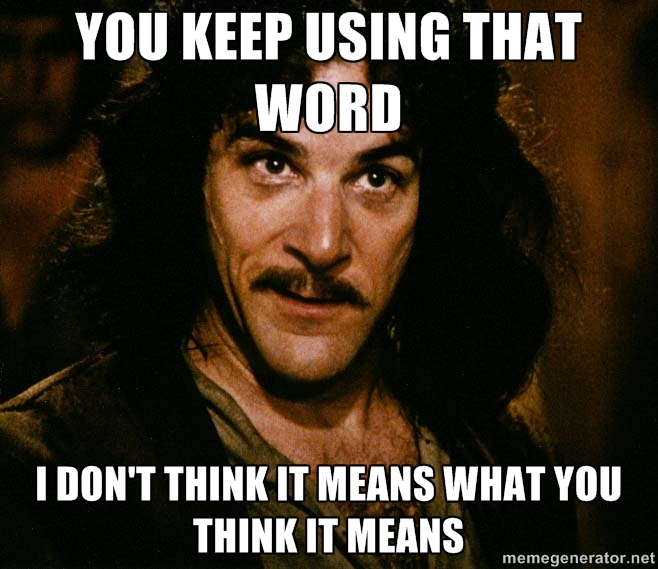 YOU KEEP USING THAT
WORD
I DON'T THINK IT MEANS WHAT YOU
THINK IT MEANS
memegenerator.net